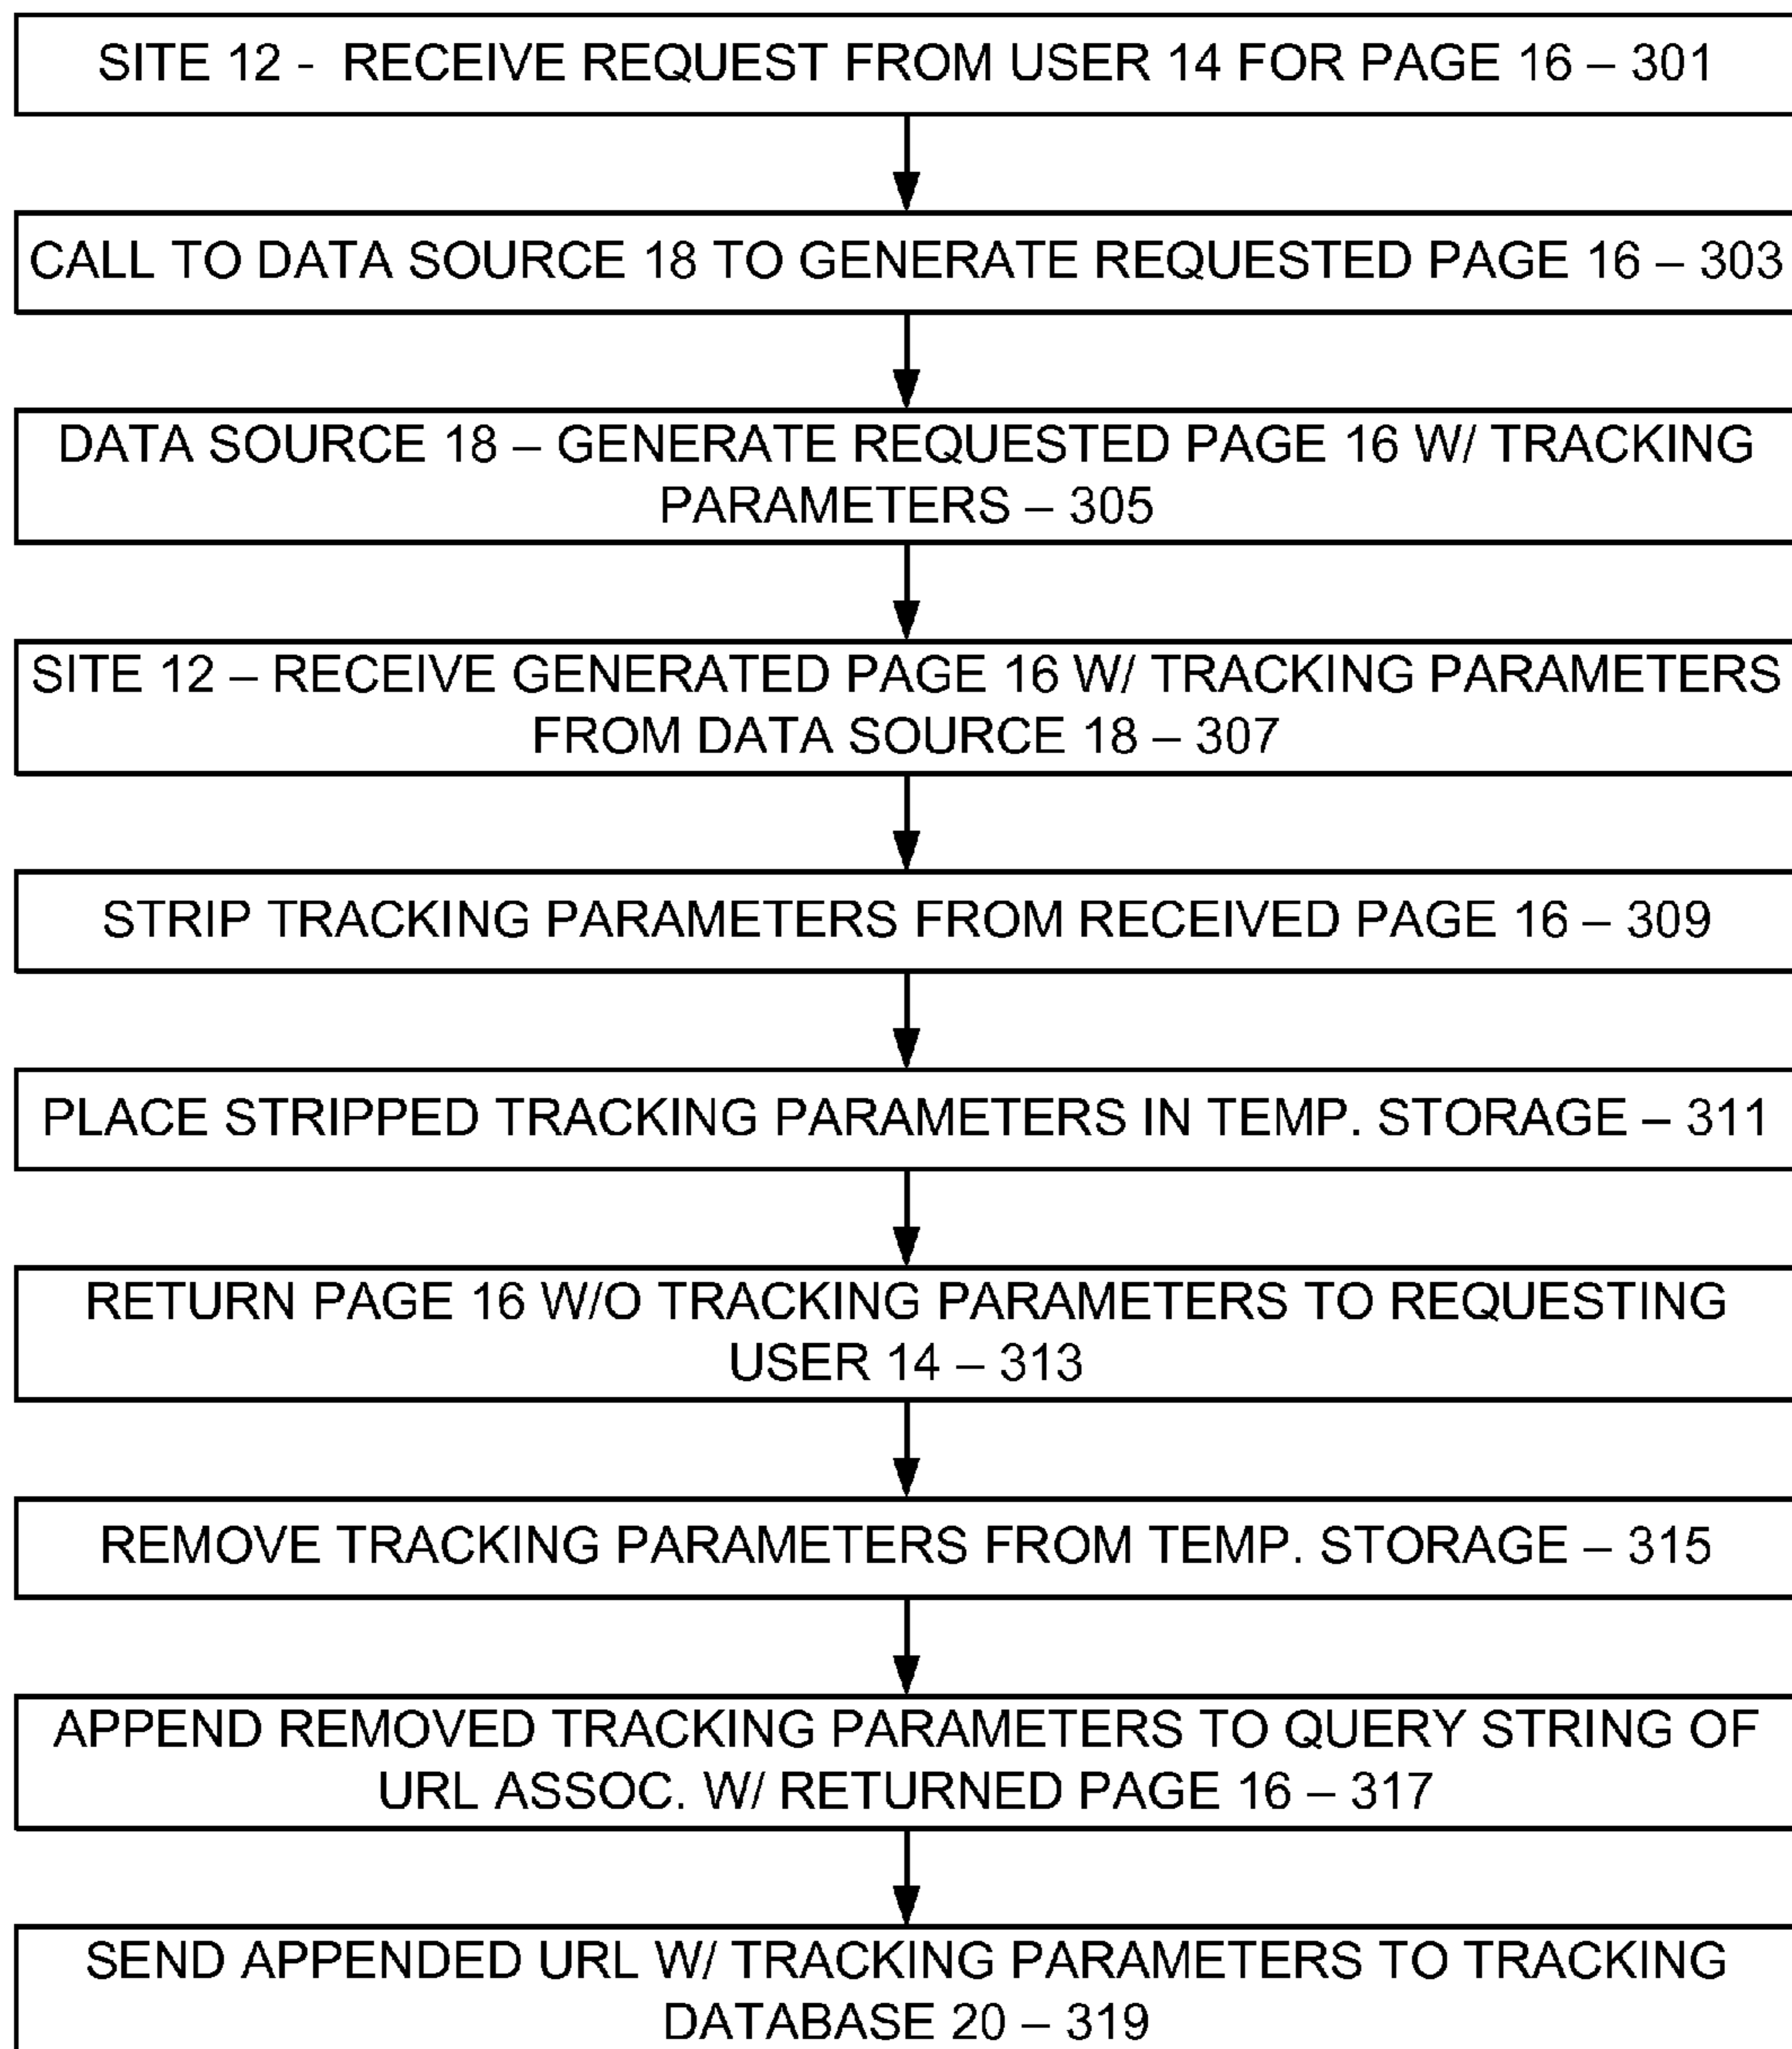 SITE 12 - RECEIVE REQUEST FROM USER 14 FOR PAGE 16 – 301
CALL TO DATA SOURCE 18 TO GENERATE REQUESTED PAGE 16 – 303
DATA SOURCE 18 – GENERATE REQUESTED PAGE 16 W/ TRACKING
PARAMETERS – 305
SITE 12 – RECEIVE GENERATED PAGE 16 W/ TRACKING PARAMETERS
FROM DATA SOURCE 18 – 307
STRIP TRACKING PARAMETERS FROM RECEIVED PAGE 16 – 309
PLACE STRIPPED TRACKING PARAMETERS IN TEMP. STORAGE – 311
RETURN PAGE 16 W/O TRACKING PARAMETERS TO REQUESTING
USER 14 – 313
REMOVE TRACKING PARAMETERS FROM TEMP. STORAGE – 315
APPEND REMOVED TRACKING PARAMETERS TO QUERY STRING OF
URL ASSOC. W/ RETURNED PAGE 16 – 317
SEND APPENDED URL W/ TRACKING PARAMETERS TO TRACKING
DATABASE 20 – 319